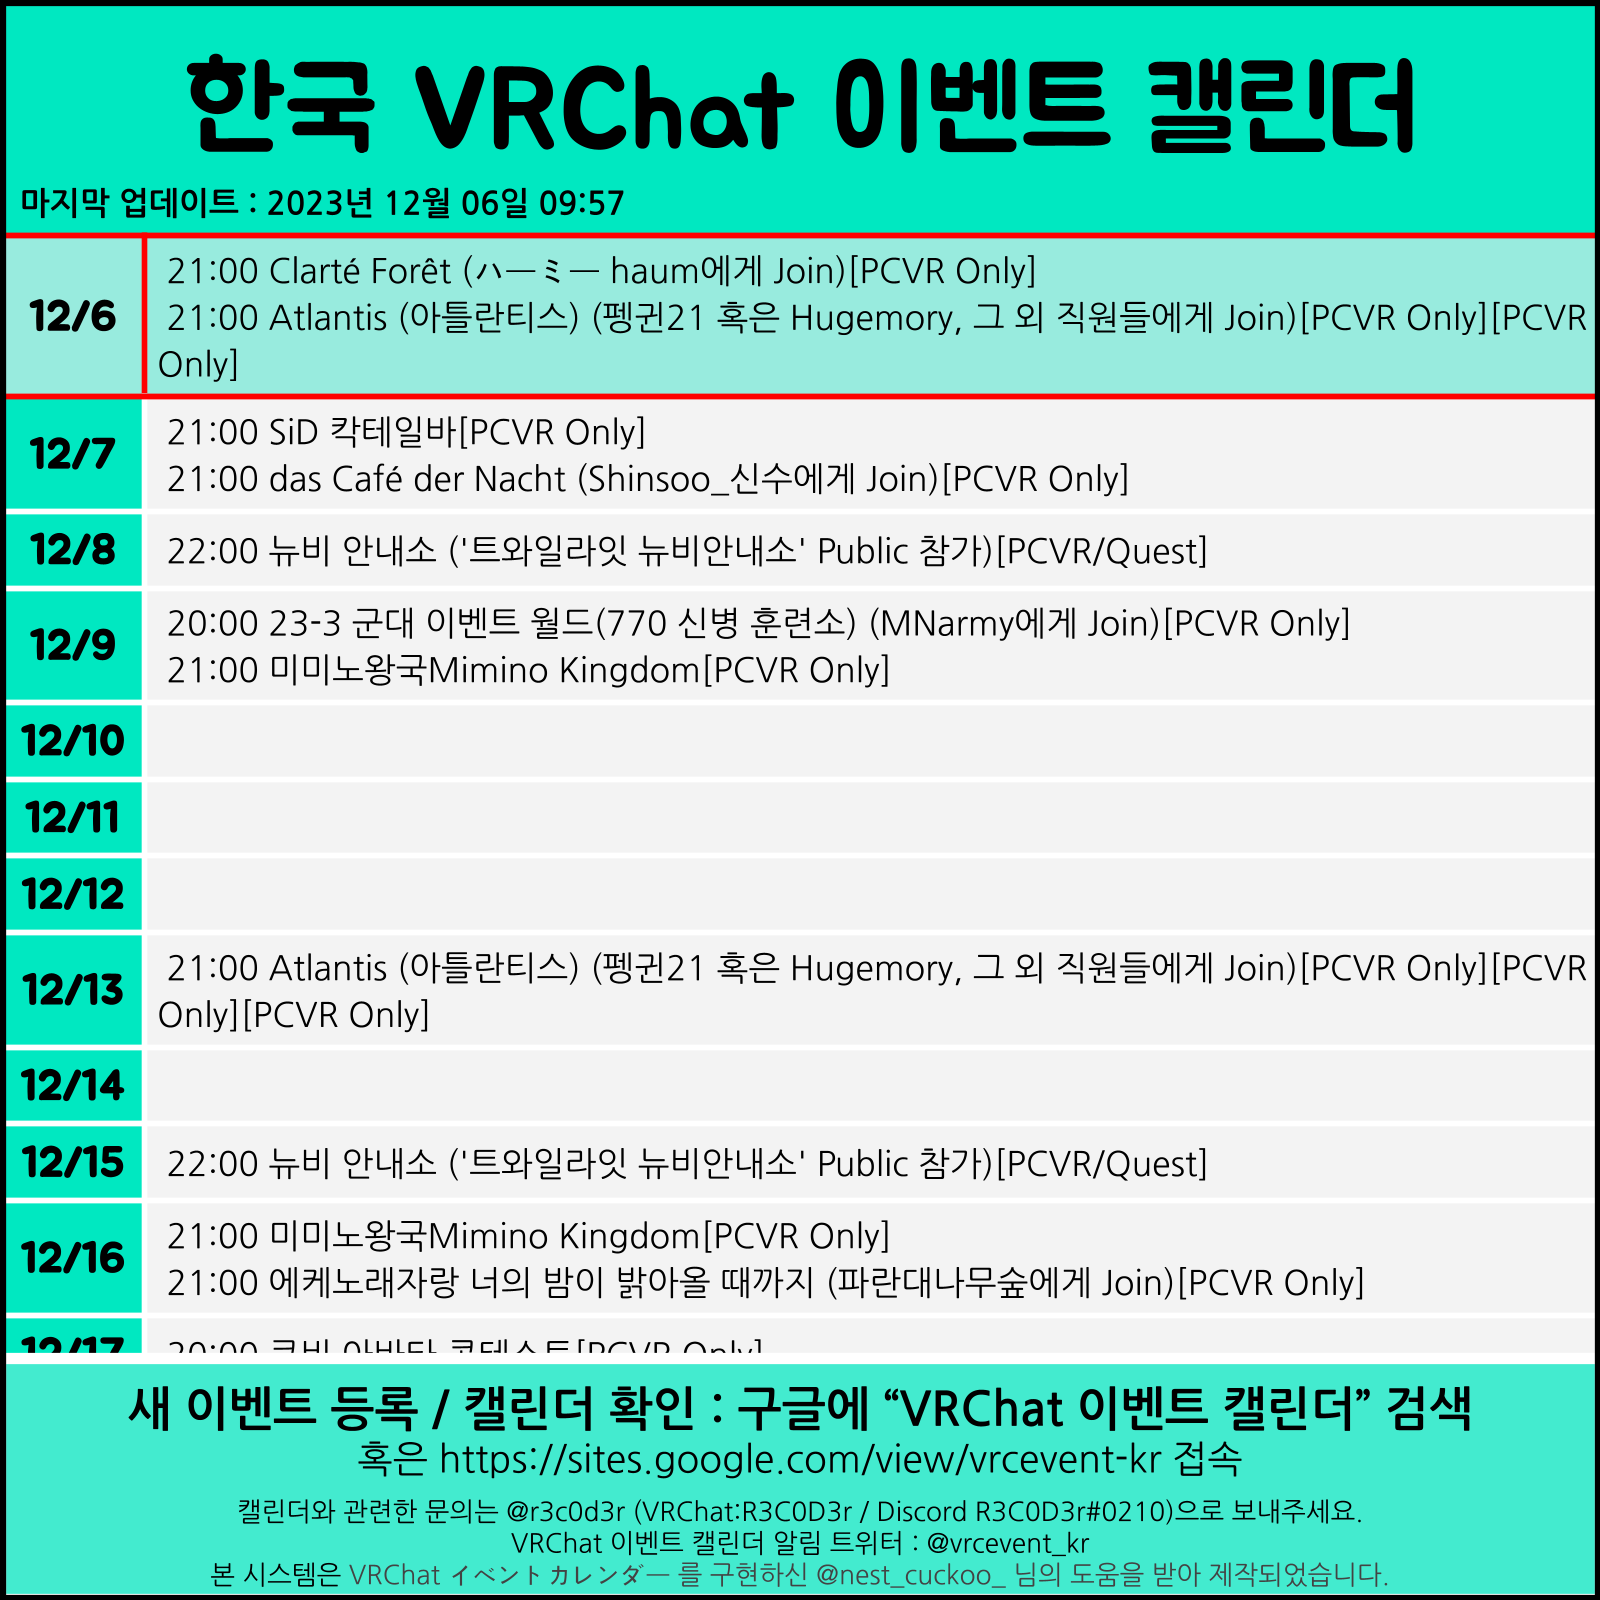 한국 VRChat 이벤트 캘린더
마지막 업데이트 : 2023년 12월 06일 09:57
12/6
21:00 Clarté Forêt (ハーミー haum에게 Join)[PCVR Only]
21:00 Atlantis (아틀란티스) (펭귄21 혹은 Hugemory, 그 외 직원들에게 Join)[PCVR Only][PCVR
Only]
12/7
21:00 SiD 칵테일바[PCVR Only]
21:00 das Café der Nacht (Shinsoo_신수에게 Join)[PCVR Only]
12/8
22:00 뉴비 안내소 ('트와일라잇 뉴비안내소' Public 참가)[PCVR/Quest]
12/9
20:00 23-3 군대 이벤트 월드(770 신병 훈련소) (MNarmy에게 Join)[PCVR Only]
21:00 미미노왕국Mimino Kingdom[PCVR Only]
12/10
12/11
12/12
12/13
21:00 Atlantis (아틀란티스) (펭귄21 혹은 Hugemory, 그 외 직원들에게 Join)[PCVR Only][PCVR
Only][PCVR Only]
12/14
12/15
22:00 뉴비 안내소 ('트와일라잇 뉴비안내소' Public 참가)[PCVR/Quest]
12/16
21:00 미미노왕국Mimino Kingdom[PCVR Only]
21:00 에케노래자랑 너의 밤이 밝아올 때까지 (파란대나무숲에게 Join)[PCVR Only]
12/17
20:00 아바타 콘테스트[PCVR Only]
새 이벤트 등록 / 캘린더 확인 : 구글에 “VRChat 이벤트 캘린더” 검색
혹은 https://sites.google.com/view/vrcevent-kr 접속
캘린더와 관련한 문의는 @r3c0d3r (VRChat:R3C0D3r / Discord R3C0D3r#0210)으로 보내주세요.
VRChat 이벤트 캘린더 알림 트위터 : @vrcevent_kr
본 시스템은 VRChat イベントカレンダー 를 구현하신 @nest_cuckoo_ 님의 도움을 받아 제작되었습니다.